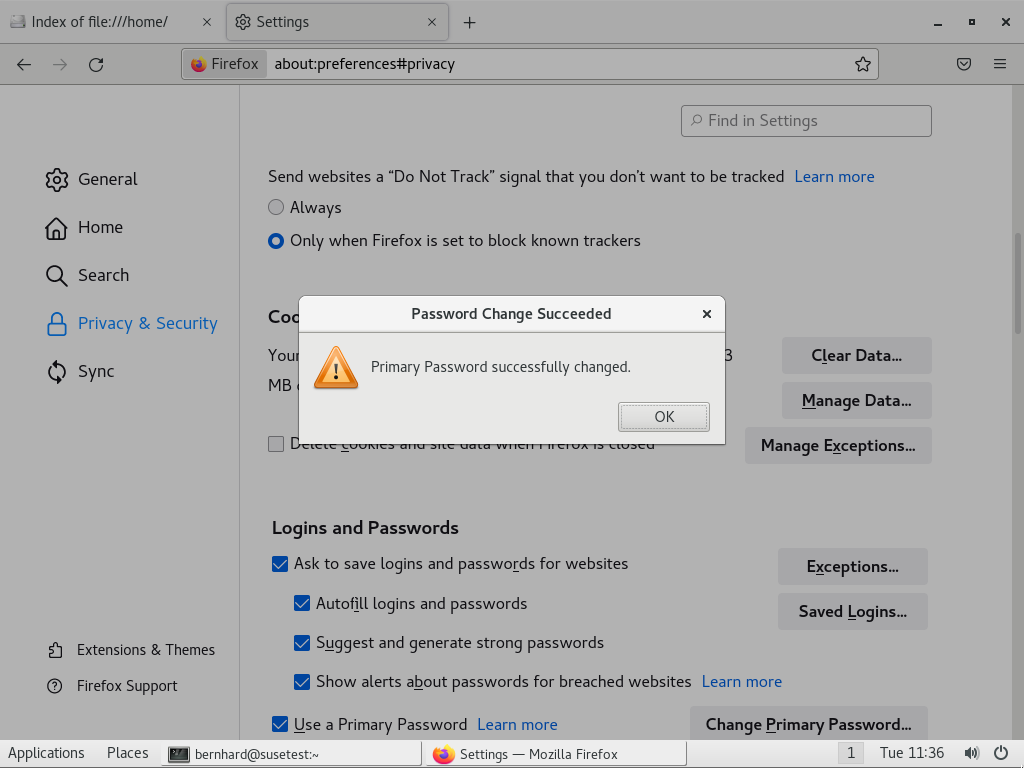 Index of file:///home/
Settings
Firefox
about:preferences#privacy
Find in Settings
General
Home
Search
Privacy & Security
Sync
Extensions & Themes
Firefox Support
Send websites a “Do Not Track” signal that you don’t want to be tracked Learn more
Always
Only when Firefox is set to block known trackers
Coo
Your
3
MB
Clear Data…
Manage Data…
Delete cookies and site data when Firefox is closed
Manage Exceptions…
Password Change Succeeded
Primary Password successfully changed.
OK
Logins and Passwords
Ask to save logins and passwords for websites
Exceptions…
Autofill logins and passwords
Saved Logins…
Suggest and generate strong passwords
Show alerts about passwords for breached websites Learn more
Use a Primary Password Learn more
Change Primary Password…
Applications
Places
bernhard@susetest:~
Settings — Mozilla Firefox
1
Tue 11:36